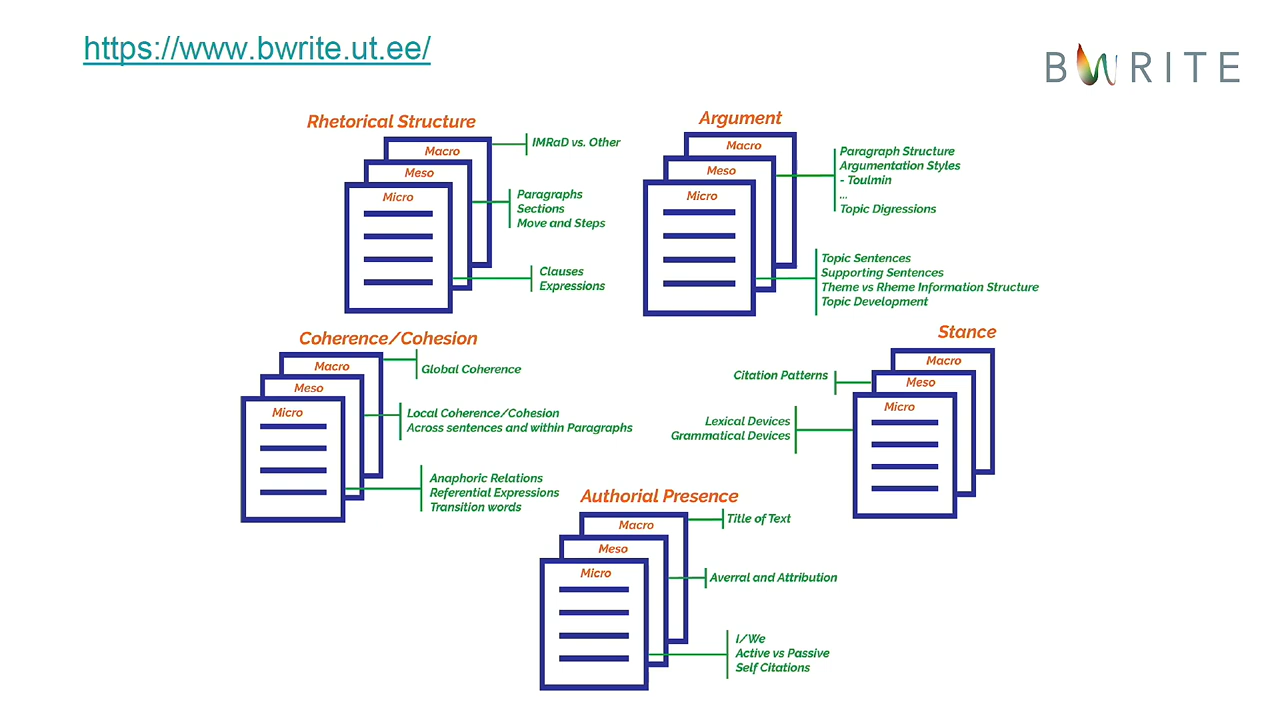 https://www.bwrite.ut.ee/
BWRITE
Rhetorical Structure
Macro
Meso
Micro
IMRaD vs. Other
Paragraphs
Sections
Move and Steps
Clauses
Expressions
Argument
Macro
Meso
Micro
Paragraph Structure
Argumentation Styles
- Toulmin
...
Topic Digressions
Topic Sentences
Supporting Sentences
Theme vs Rheme Information Structure
Topic Development
Coherence/Cohesion
Macro
Meso
Micro
Global Coherence
Local Coherence/Cohesion
Across sentences and within Paragraphs
Anaphoric Relations
Referential Expressions
Transition words
Stance
Macro
Meso
Micro
Citation Patterns
Lexical Devices
Grammatical Devices
Authorial Presence
Macro
Meso
Micro
Title of Text
Averral and Attribution
I/We
Active vs Passive
Self Citations